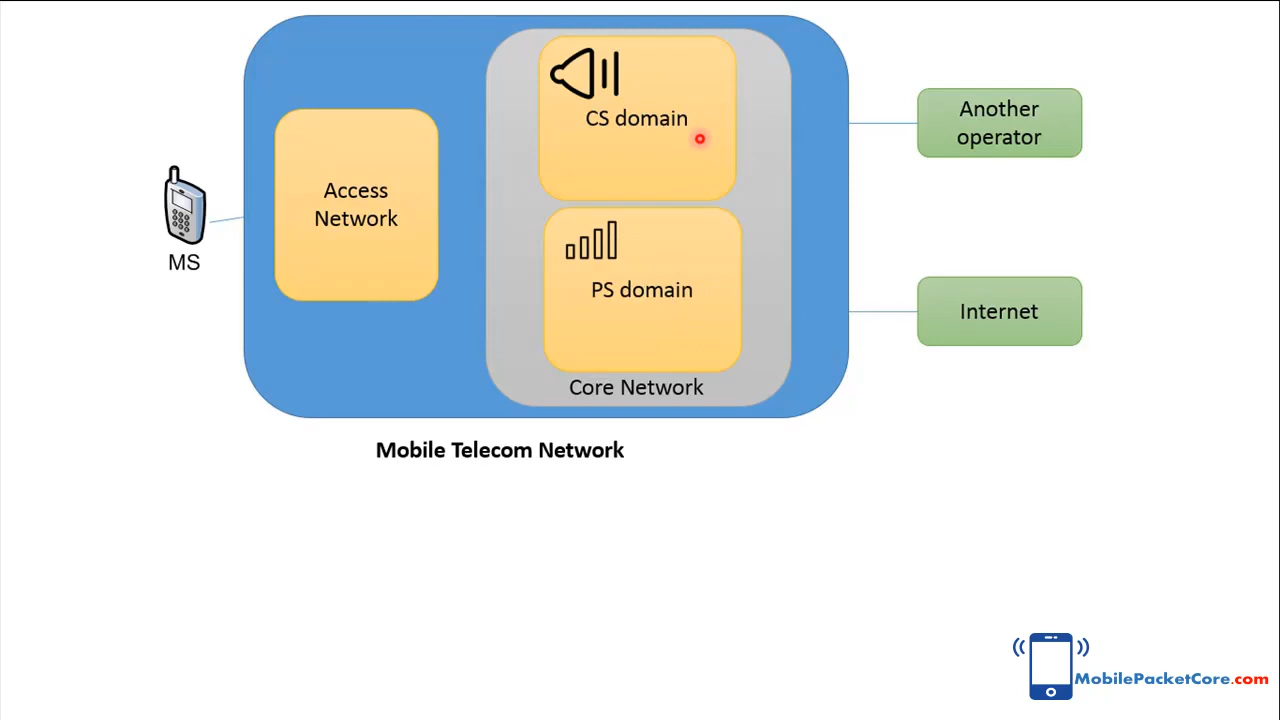 CS domain
Another
operator
Access
Network
MS
PS domain
Internet
Core Network
Mobile Telecom Network
MobilePacketCore.com